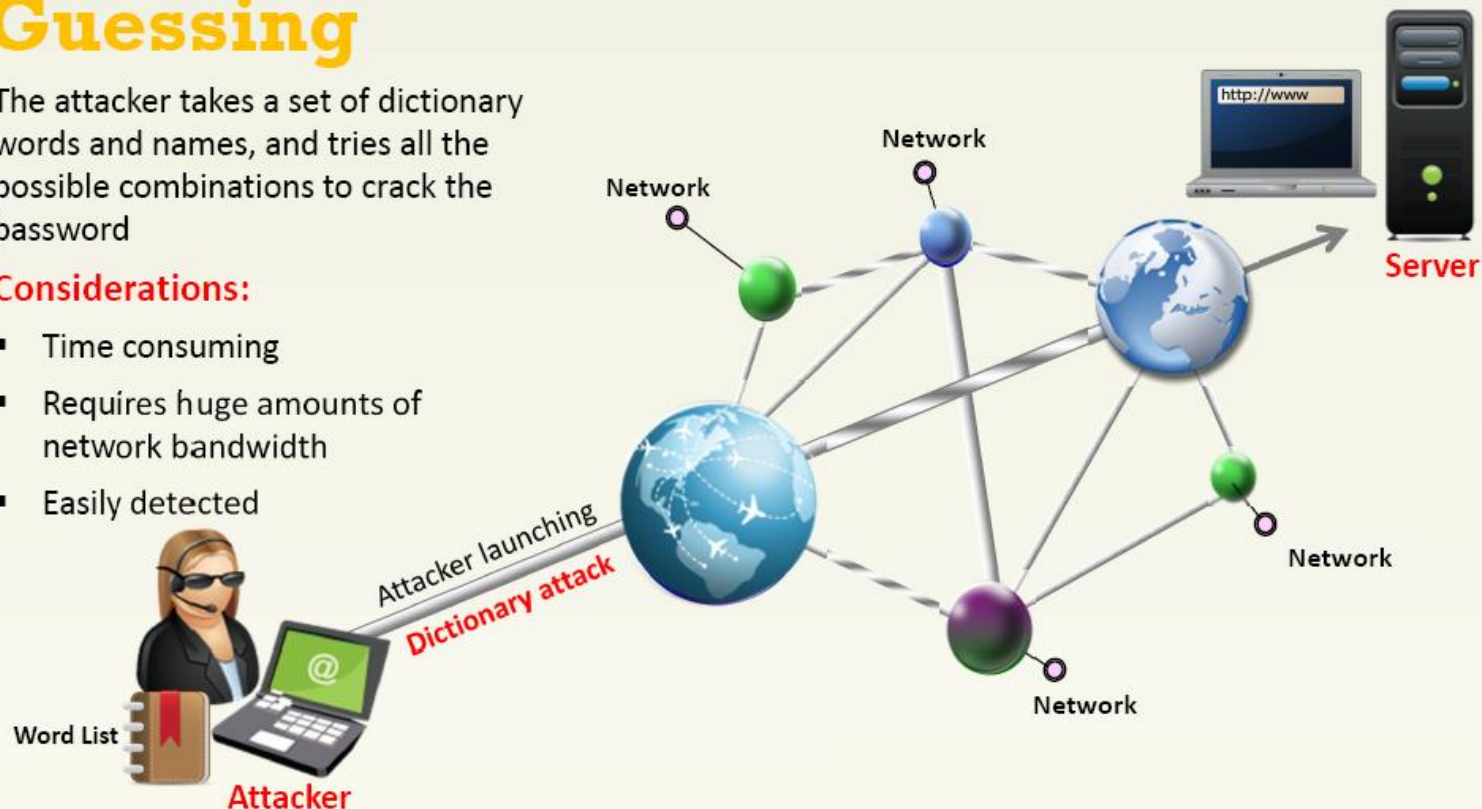 Guessing
The attacker takes a set of dictionary
words and names, and tries all the
possible combinations to crack the
password
Considerations:
▪ Time consuming
▪ Requires huge amounts of
network bandwidth
▪ Easily detected
Network
Network
http://www
Server
Attacker launching
Dictionary attack
@
Network
Network
Word List
Attacker